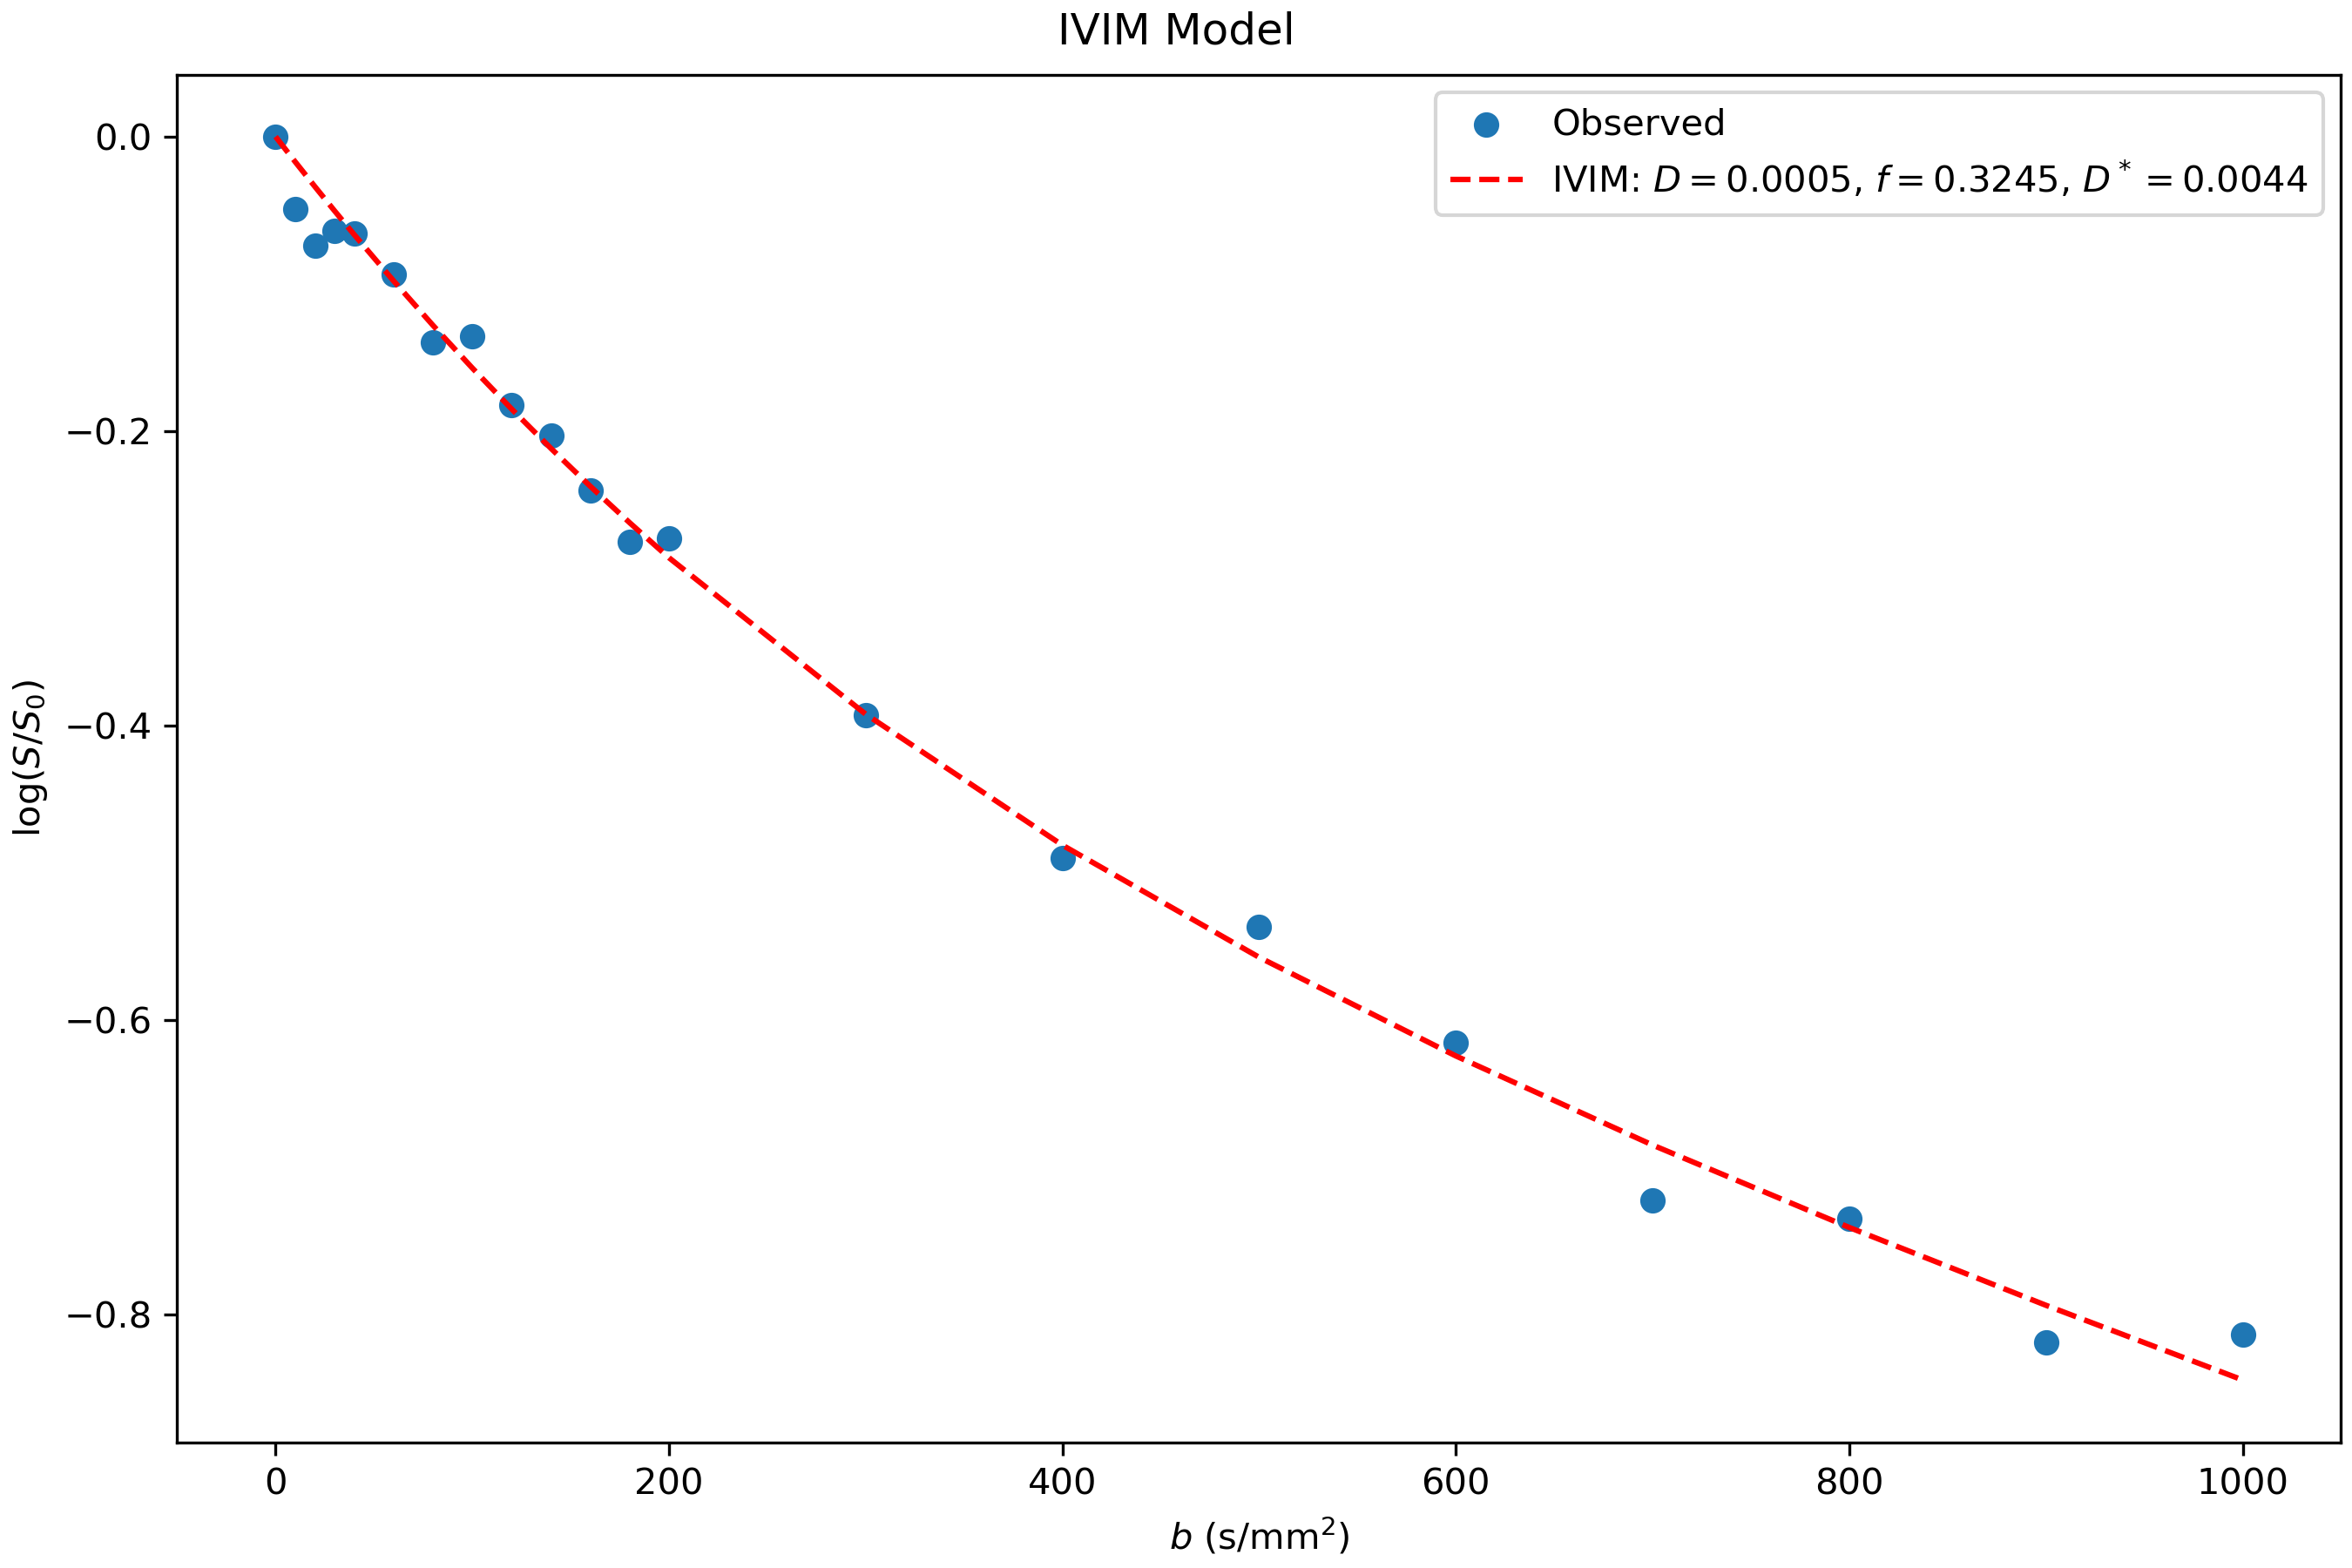 IVIM Model
Observed
IVIM: D = 0.0005, f = 0.3245, D* = 0.0044
0.0
−0.2
−0.4
−0.6
−0.8
log(S/S₀)
0 200 400 600 800 1000
b (s/mm²)